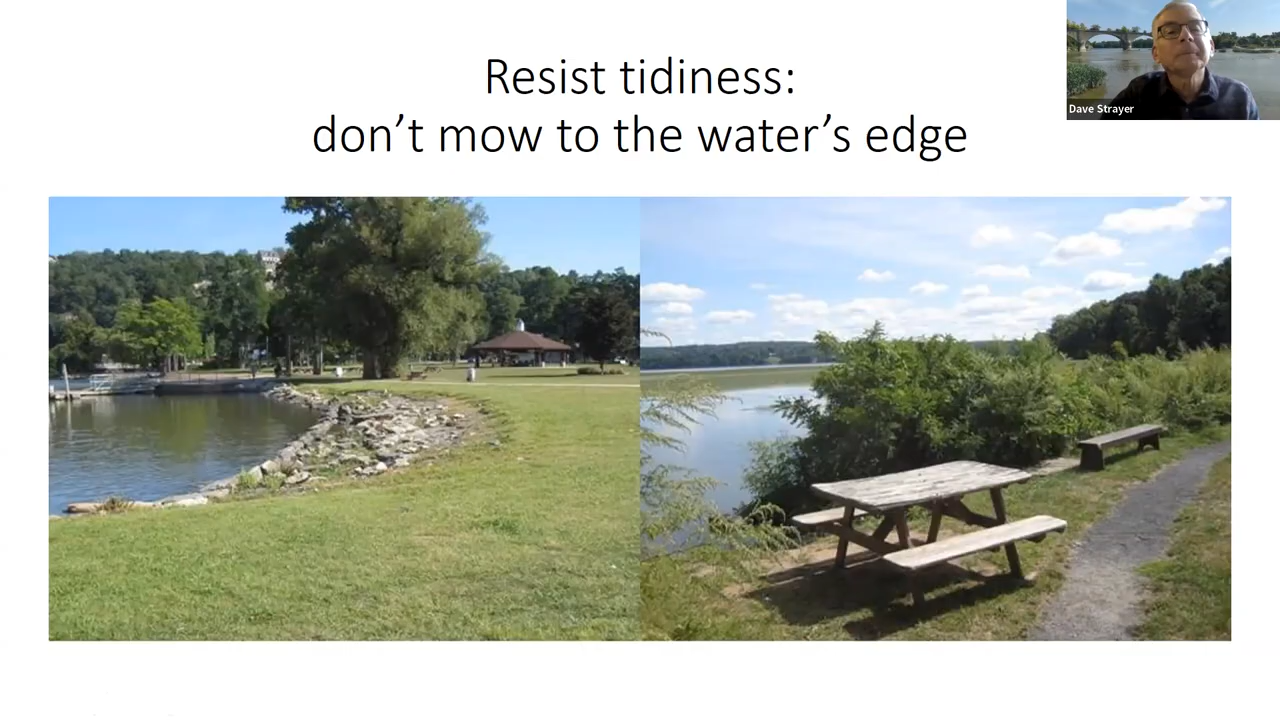 Resist tidiness:
don’t mow to the water’s edge
Dave Strayer